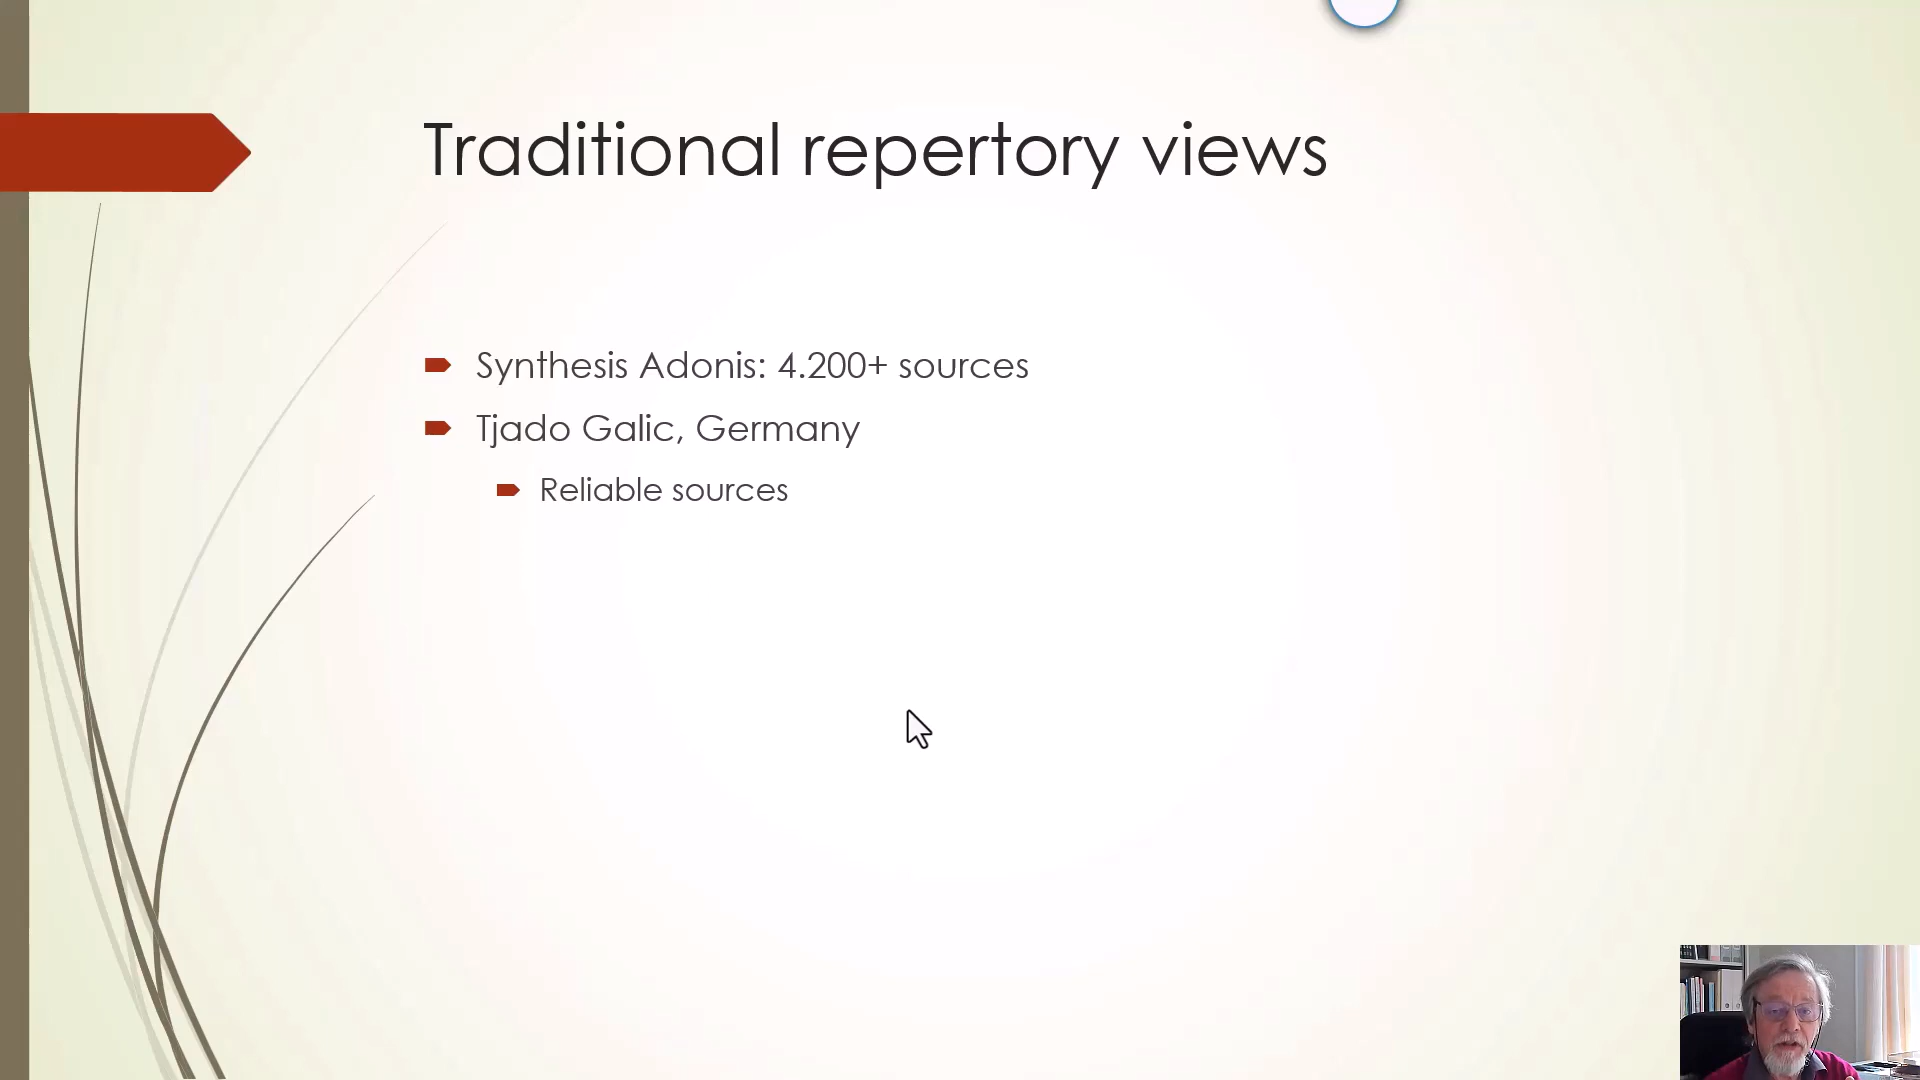 Traditional repertory views
Synthesis Adonis: 4.200+ sources
Tjado Galic, Germany
Reliable sources